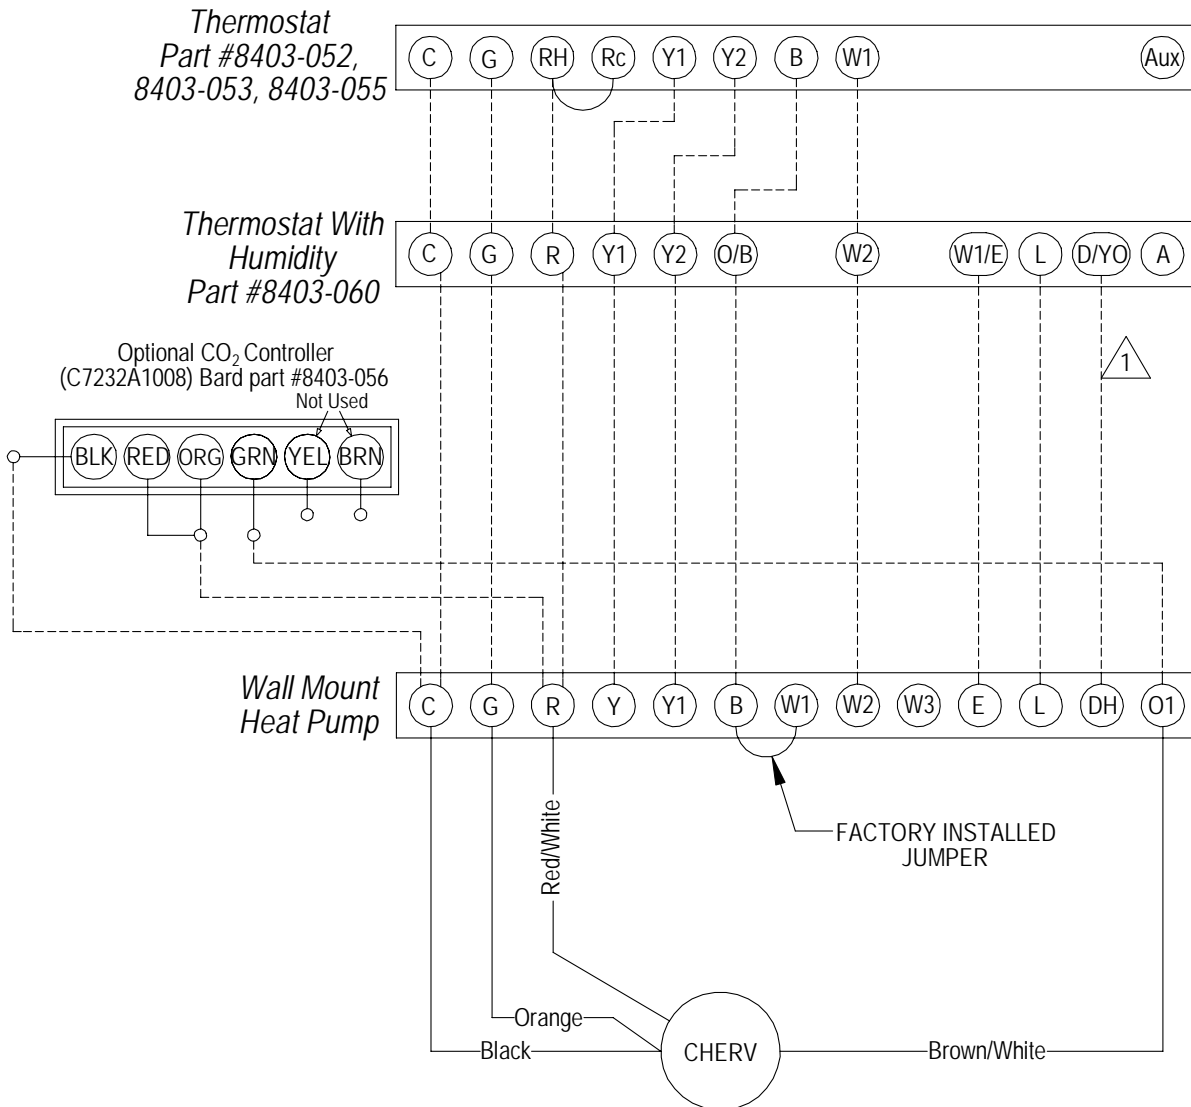 Thermostat
Part #8403-052,
8403-053, 8403-055
C G RH Rc Y1 Y2 B W1 Aux
Thermostat With
Humidity
Part #8403-060
C G R Y1 Y2 O/B W2 W1/E L D/YO A
1
Optional CO₂ Controller
(C7232A1008) Bard part #8403-056
Not Used
BLK RED ORG GRN YEL BRN
Wall Mount
Heat Pump
C G R Y Y1 B W1 W2 W3 E L DH O1
Red/White
FACTORY INSTALLED
JUMPER
Orange
Black
CHERV
Brown/White